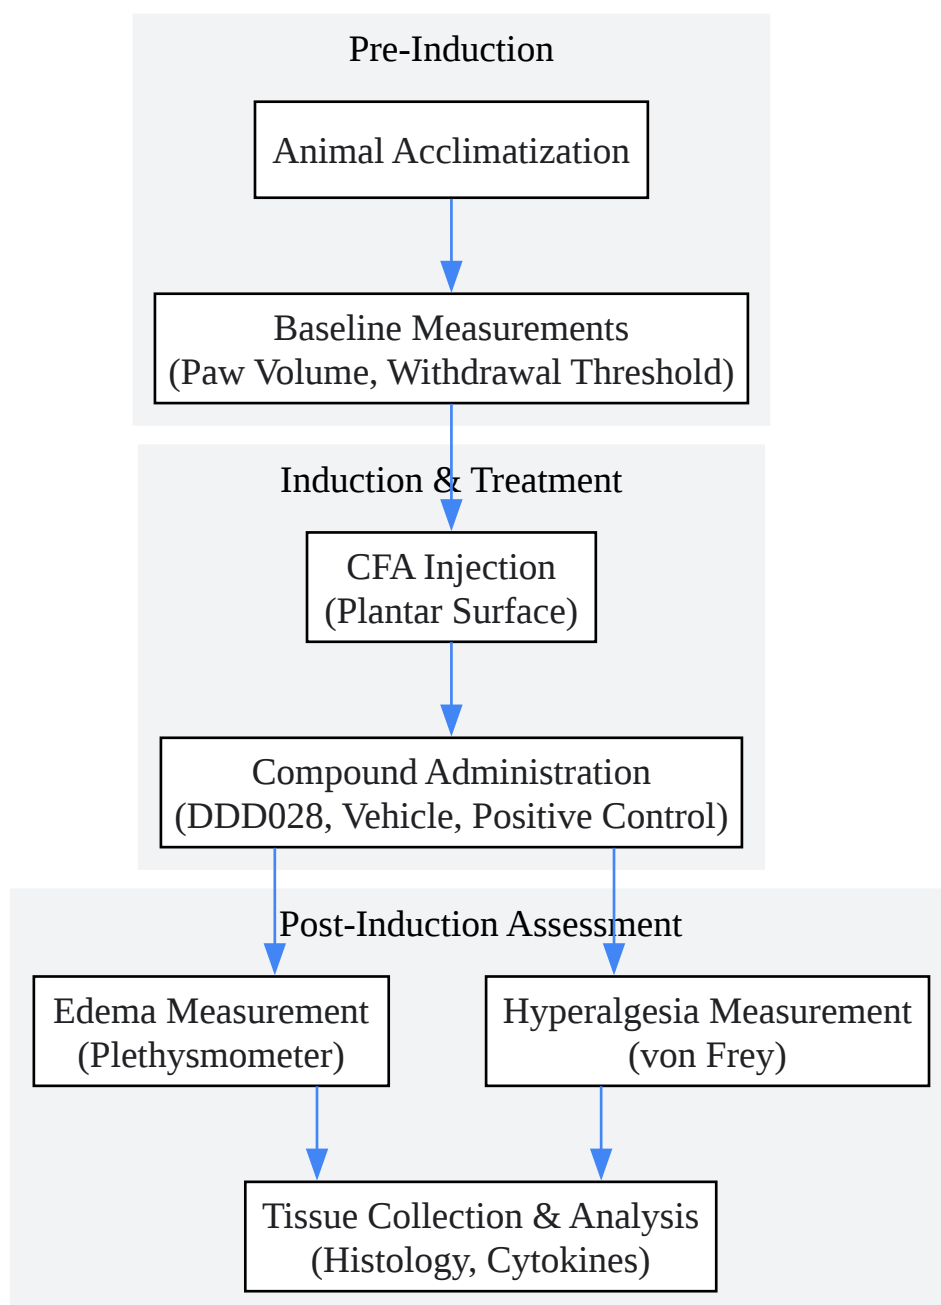 Pre-Induction
Animal Acclimatization
Baseline Measurements
(Paw Volume, Withdrawal Threshold)
Induction & Treatment
CFA Injection
(Plantar Surface)
Compound Administration
(DDD028, Vehicle, Positive Control)
Post-Induction Assessment
Edema Measurement
(Plethysmometer)
Hyperalgesia Measurement
(von Frey)
Tissue Collection & Analysis
(Histology, Cytokines)